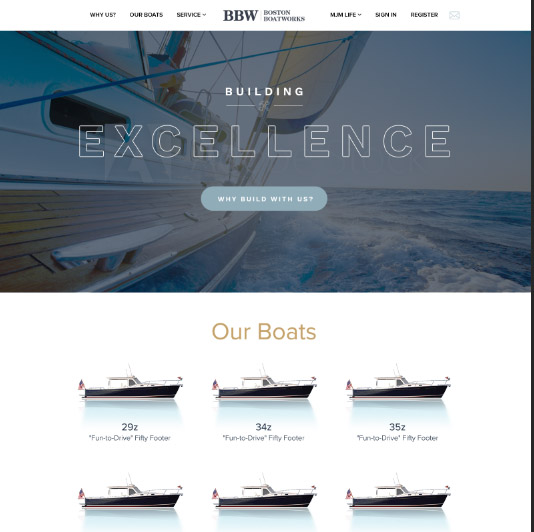 WHY US?
OUR BOATS
SERVICE
BBW
BOSTON
BOATWORKS
MJM LIFE
SIGN IN
REGISTER
BUILDING
EXCELLENCE
WHY BUILD WITH US?
Our Boats
29z
"Fun-to-Drive" Fifty Footer
34z
"Fun-to-Drive" Fifty Footer
35z
"Fun-to-Drive" Fifty Footer